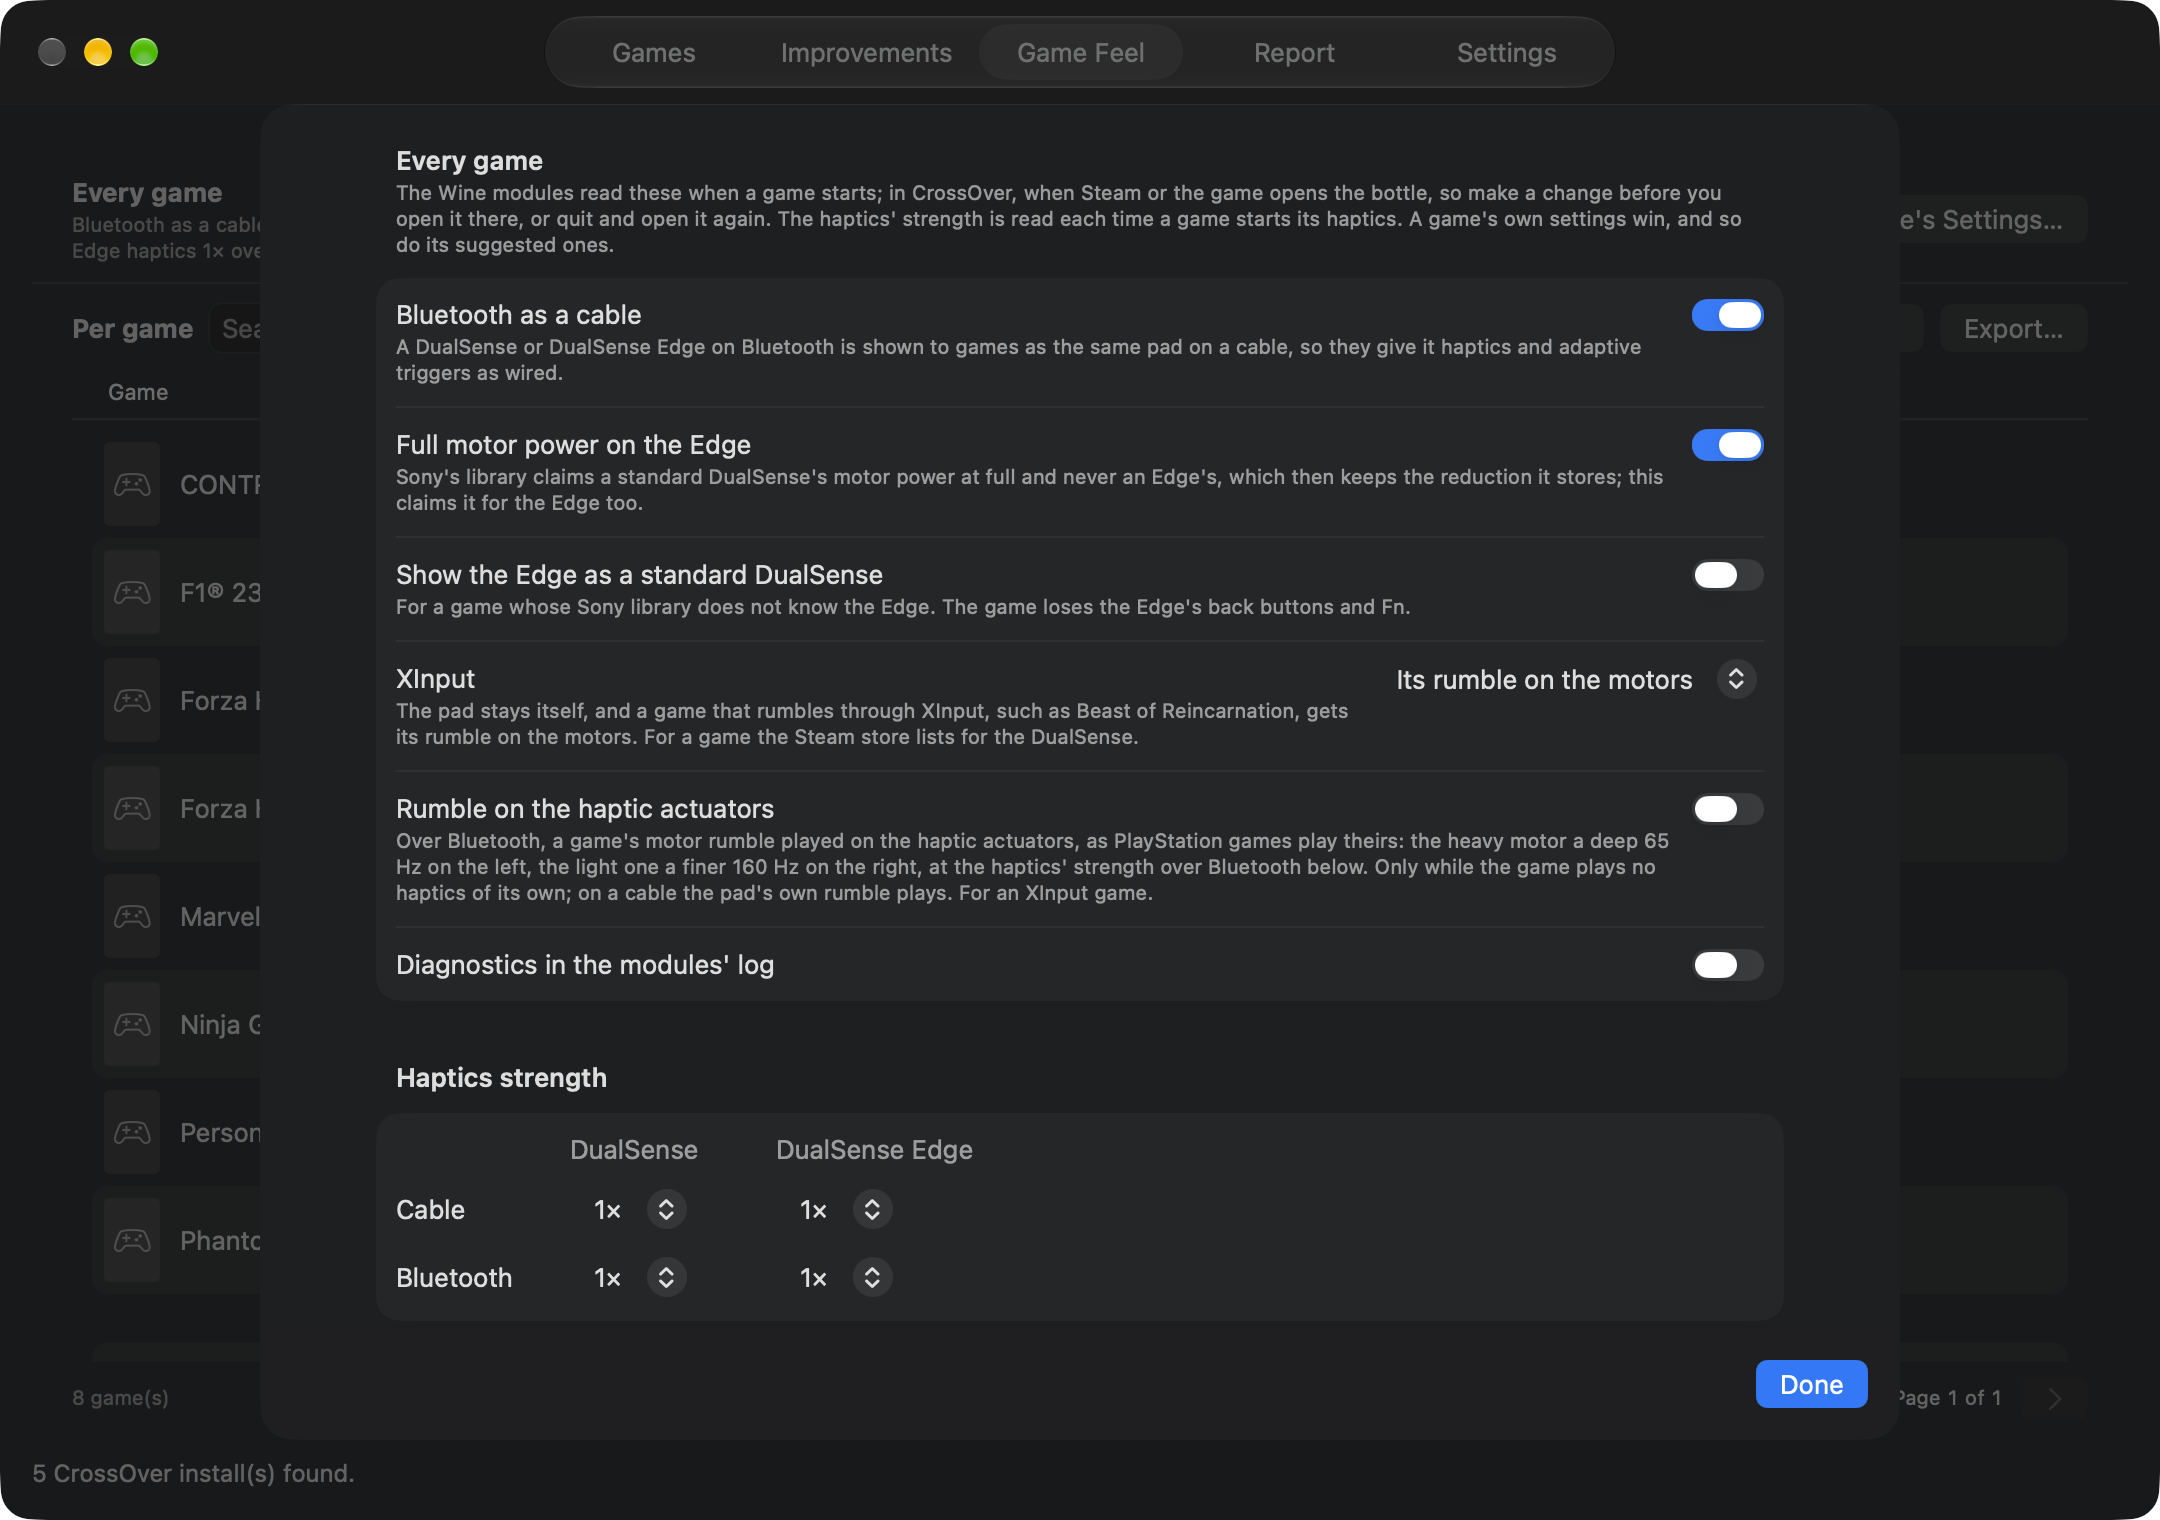 Games
Improvements
Game Feel
Report
Settings
Every game
Bluetooth as a
Edge haptics 1×
e's Settings...
Per game
Export...
Game
F1® 23
Forza
Forza
Marvel
Ninja
8 game(s)
Page 1 of 1
5 CrossOver install(s) found.
Every game
The Wine modules read these when a game starts; in CrossOver, when Steam or the game opens the bottle, so make a change before you
open it there, or quit and open it again. The haptics' strength is read each time a game starts its haptics. A game's own settings win, and so
do its suggested ones.
Bluetooth as a cable
A DualSense or DualSense Edge on Bluetooth is shown to games as the same pad on a cable, so they give it haptics and adaptive
triggers as wired.
Full motor power on the Edge
Sony's library claims a standard DualSense's motor power at full and never an Edge's, which then keeps the reduction it stores; this
claims it for the Edge too.
Show the Edge as a standard DualSense
For a game whose Sony library does not know the Edge. The game loses the Edge's back buttons and Fn.
XInput
Its rumble on the motors
The pad stays itself, and a game that rumbles through XInput, such as Beast of Reincarnation, gets
its rumble on the motors. For a game the Steam store lists for the DualSense.
Rumble on the haptic actuators
Over Bluetooth, a game's motor rumble played on the haptic actuators, as PlayStation games play theirs: the heavy motor a deep 65
Hz on the left, the light one a finer 160 Hz on the right, at the haptics' strength over Bluetooth below. Only while the game plays no
haptics of its own; on a cable the pad's own rumble plays. For an XInput game.
Diagnostics in the modules' log
Haptics strength
DualSense DualSense Edge
Cable 1× 1×
Bluetooth 1× 1×
Done